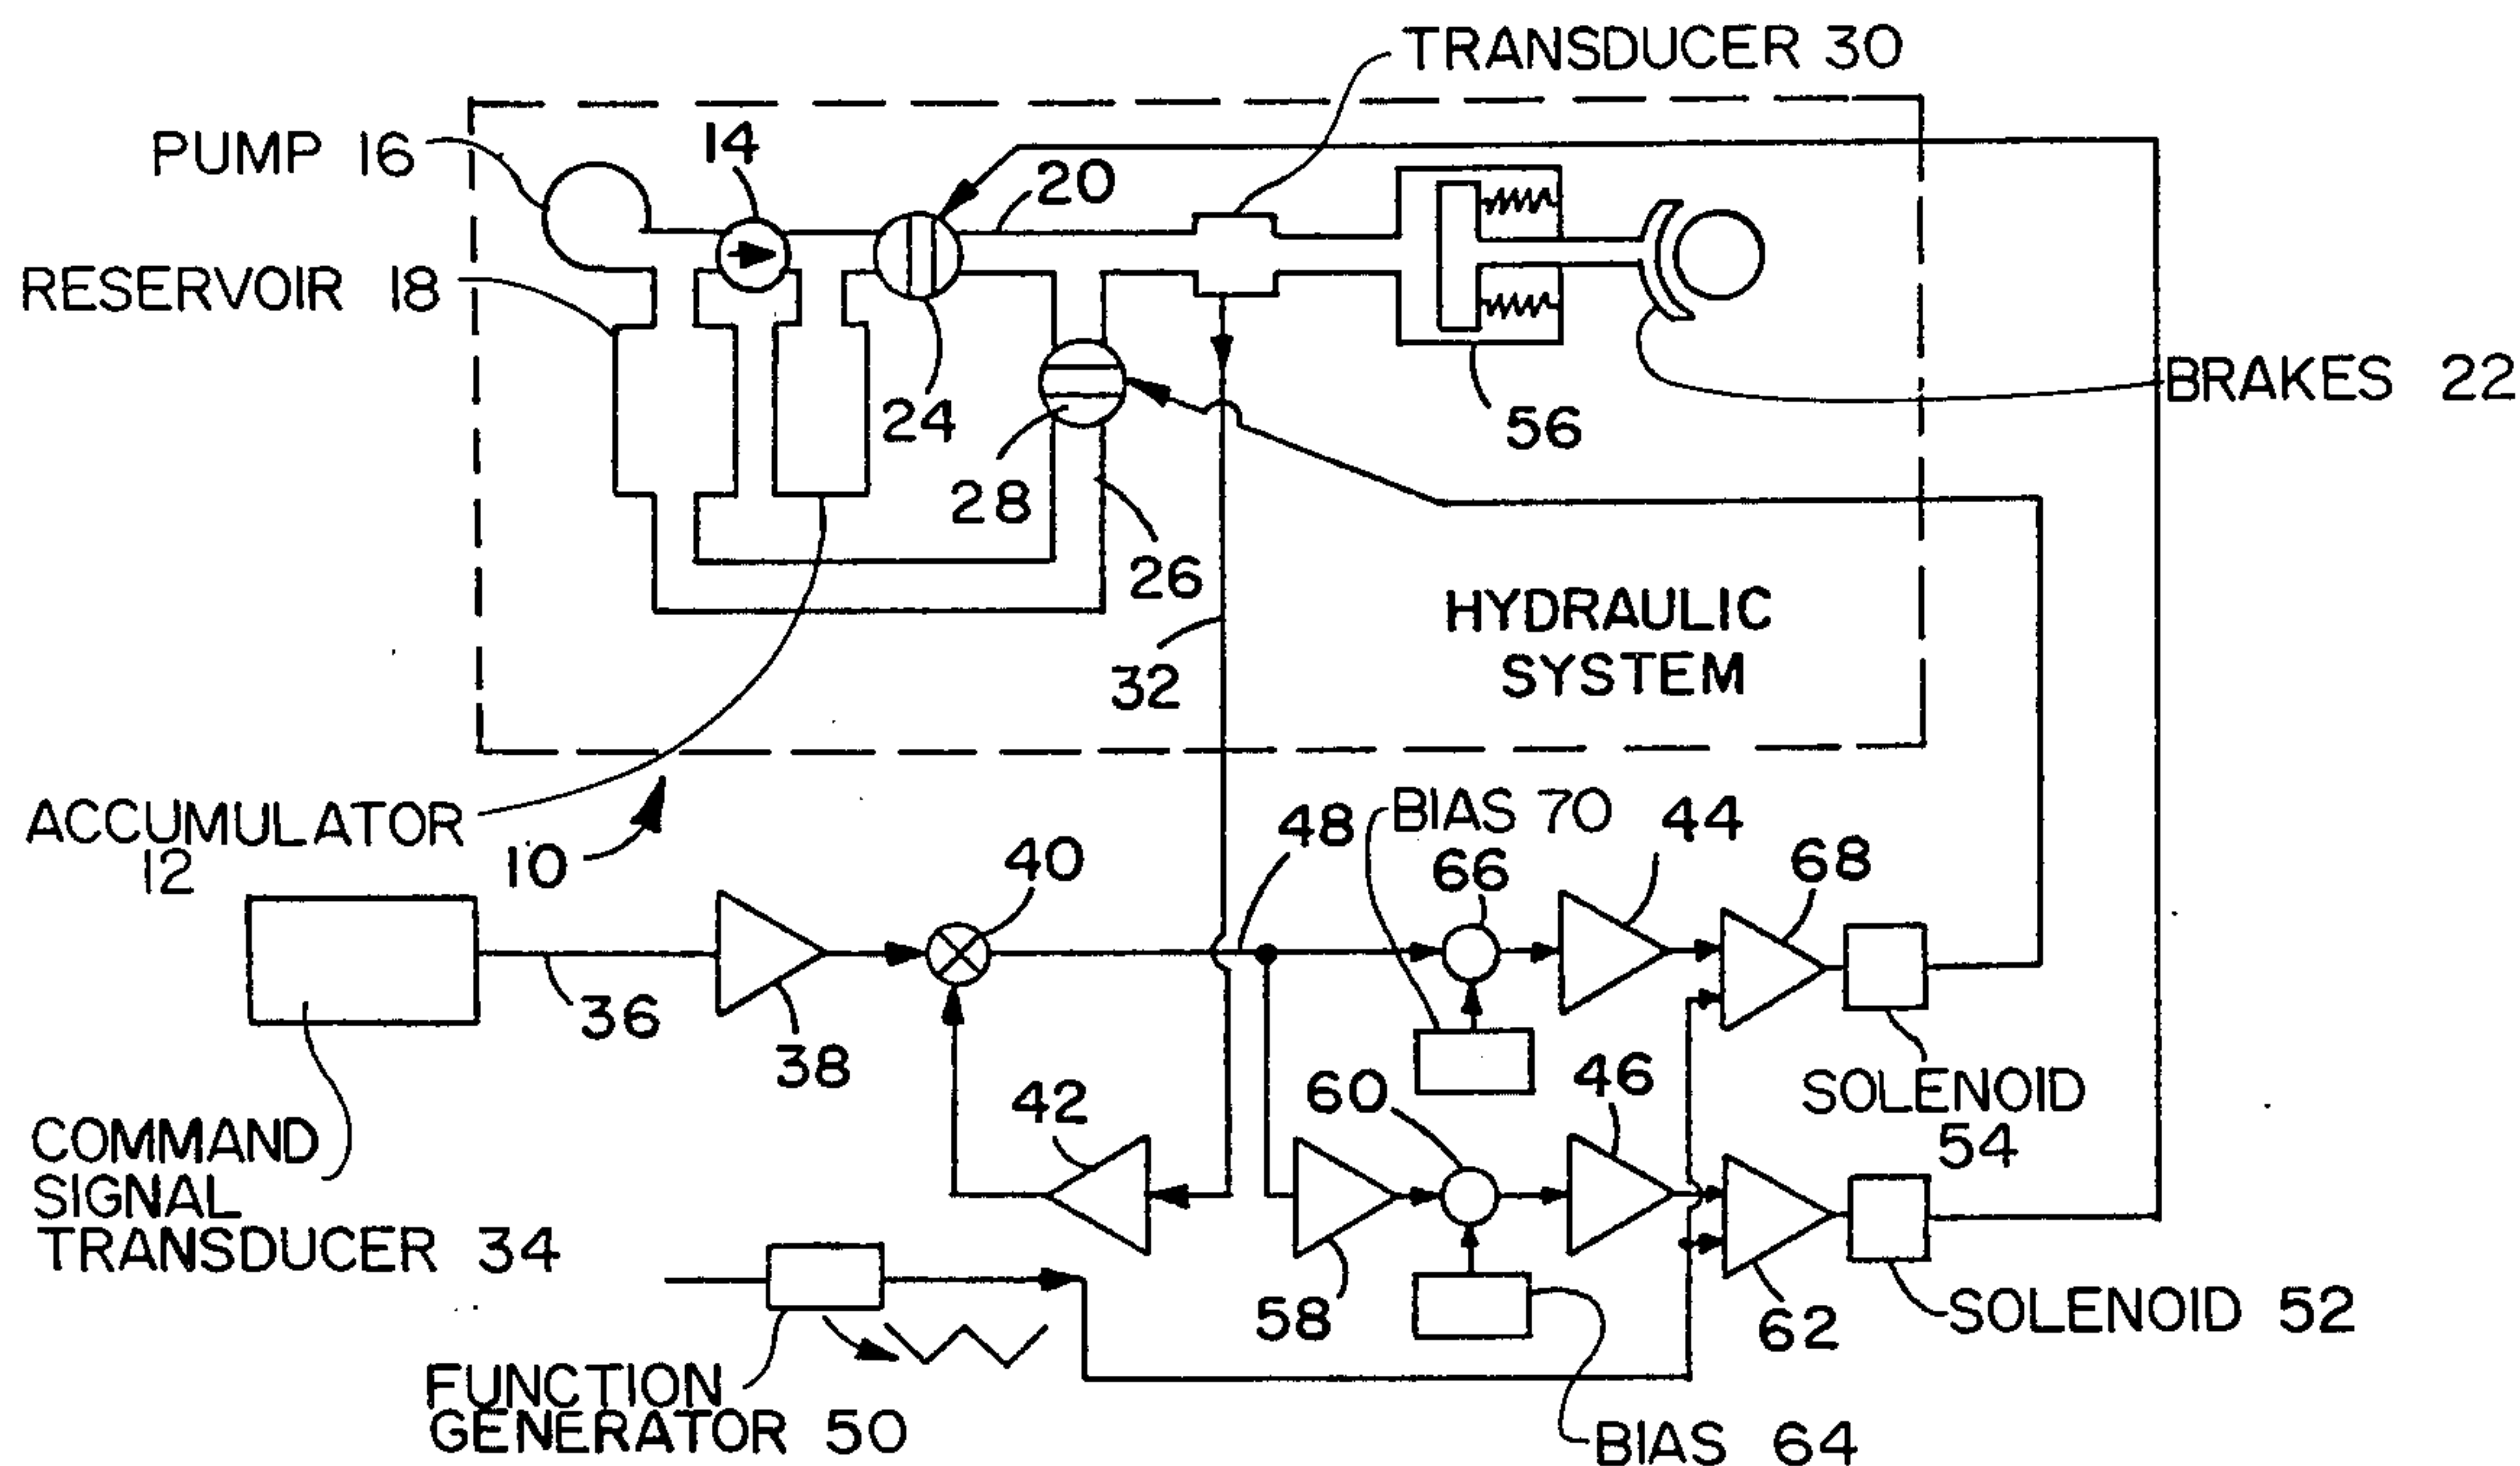 TRANSDUCER 30
PUMP 16
14
20
RESERVOIR 18
24
BRAKES 22
56
28
26
HYDRAULIC
SYSTEM
32
ACCUMULATOR
12
10
40
48
BIAS 70
44
66
68
36
38
42
60
46
SOLENOID
54
COMMAND
SIGNAL
TRANSDUCER 34
58
62
SOLENOID 52
FUNCTION
GENERATOR 50
BIAS 64